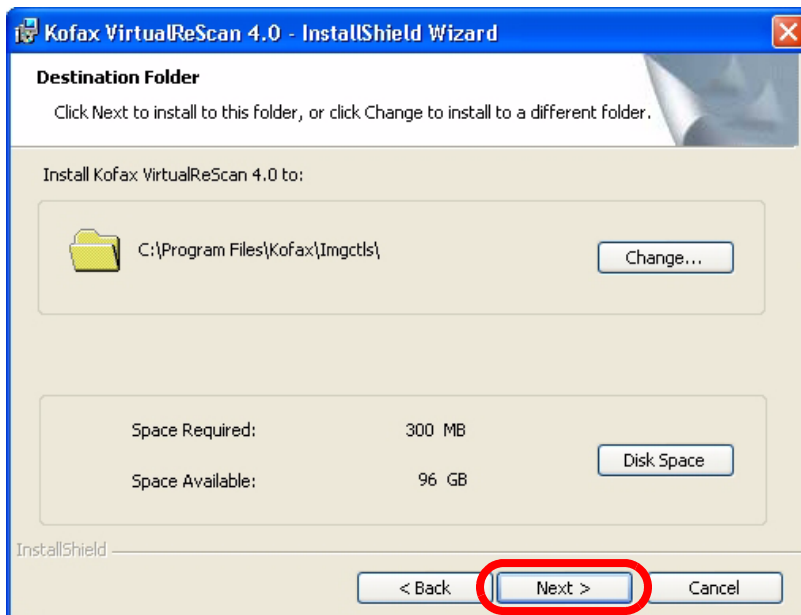 Kofax VirtualReScan 4.0 - InstallShield Wizard
Destination Folder
Click Next to install to this folder, or click Change to install to a different folder.
Install Kofax VirtualReScan 4.0 to:
C:\Program Files\Kofax\Imgctls\
Change...
Space Required: 300 MB
Space Available: 96 GB
Disk Space
InstallShield
< Back Next > Cancel